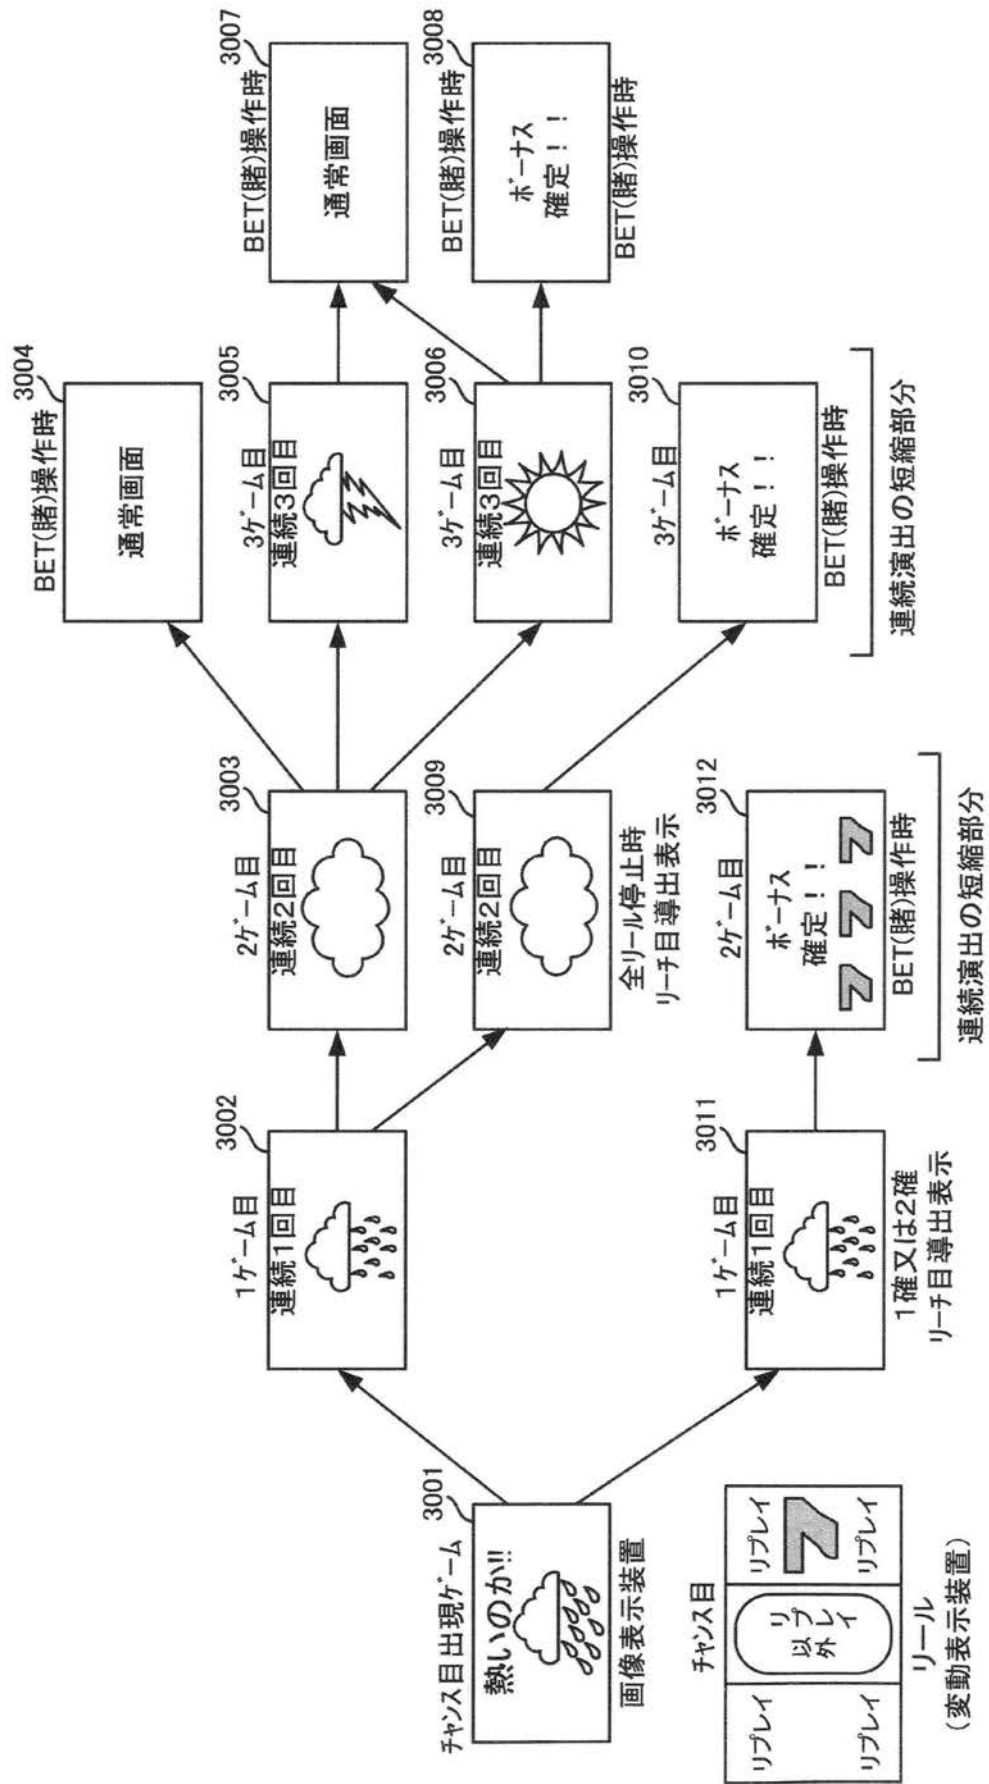 チャンス目出現ゲーム
3001
熱いのか!!
画像表示装置
チャンス目
リプレイ
リプレイ
リプレイ
以外
リプレイ
リプレイ
リール
(変動表示装置)
1ゲーム目
3002
連続1回目
1ゲーム目
3011
連続1回目
1確又は2確
リーチ目導出表示
2ゲーム目
3003
連続2回目
2ゲーム目
3009
連続2回目
全リール停止時
リーチ目導出表示
2ゲーム目
3012
ボーナス
確定!!
7 7 7
BET(賭)操作時
連続演出の短縮部分
BET(賭)操作時
3004
通常画面
3ゲーム目
3005
連続3回目
3ゲーム目
3006
連続3回目
3ゲーム目
3010
ボーナス
確定!!
BET(賭)操作時
連続演出の短縮部分
BET(賭)操作時
3007
通常画面
BET(賭)操作時
3008
ボーナス
確定!!
BET(賭)操作時